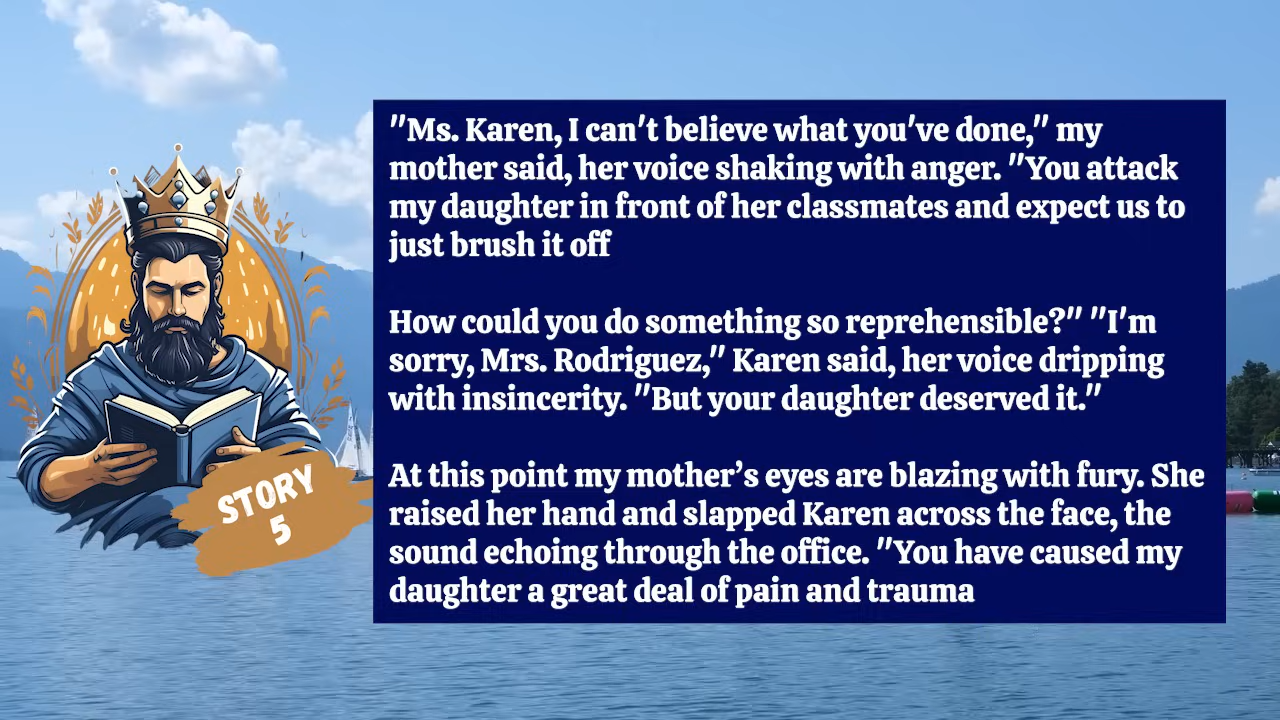 "Ms. Karen, I can't believe what you've done," my
mother said, her voice shaking with anger. "You attack
my daughter in front of her classmates and expect us to
just brush it off
How could you do something so reprehensible?" "I'm
sorry, Mrs. Rodriguez," Karen said, her voice dripping
with insincerity. "But your daughter deserved it."
At this point my mother’s eyes are blazing with fury. She
raised her hand and slapped Karen across the face, the
sound echoing through the office. "You have caused my
daughter a great deal of pain and trauma
STORY
5